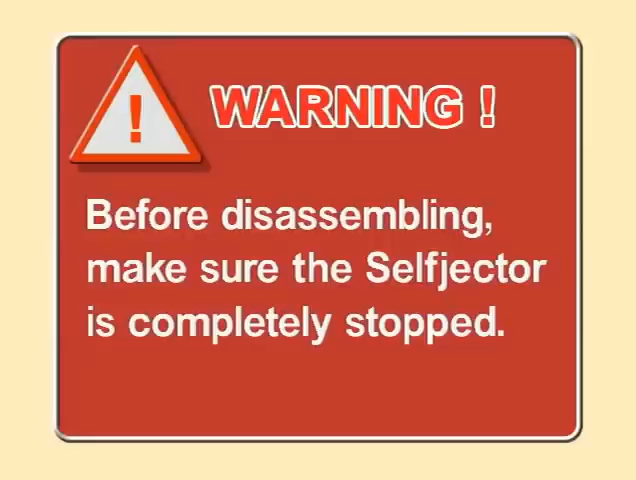 !
WARNING !
Before disassembling,
make sure the Selfjector
is completely stopped.